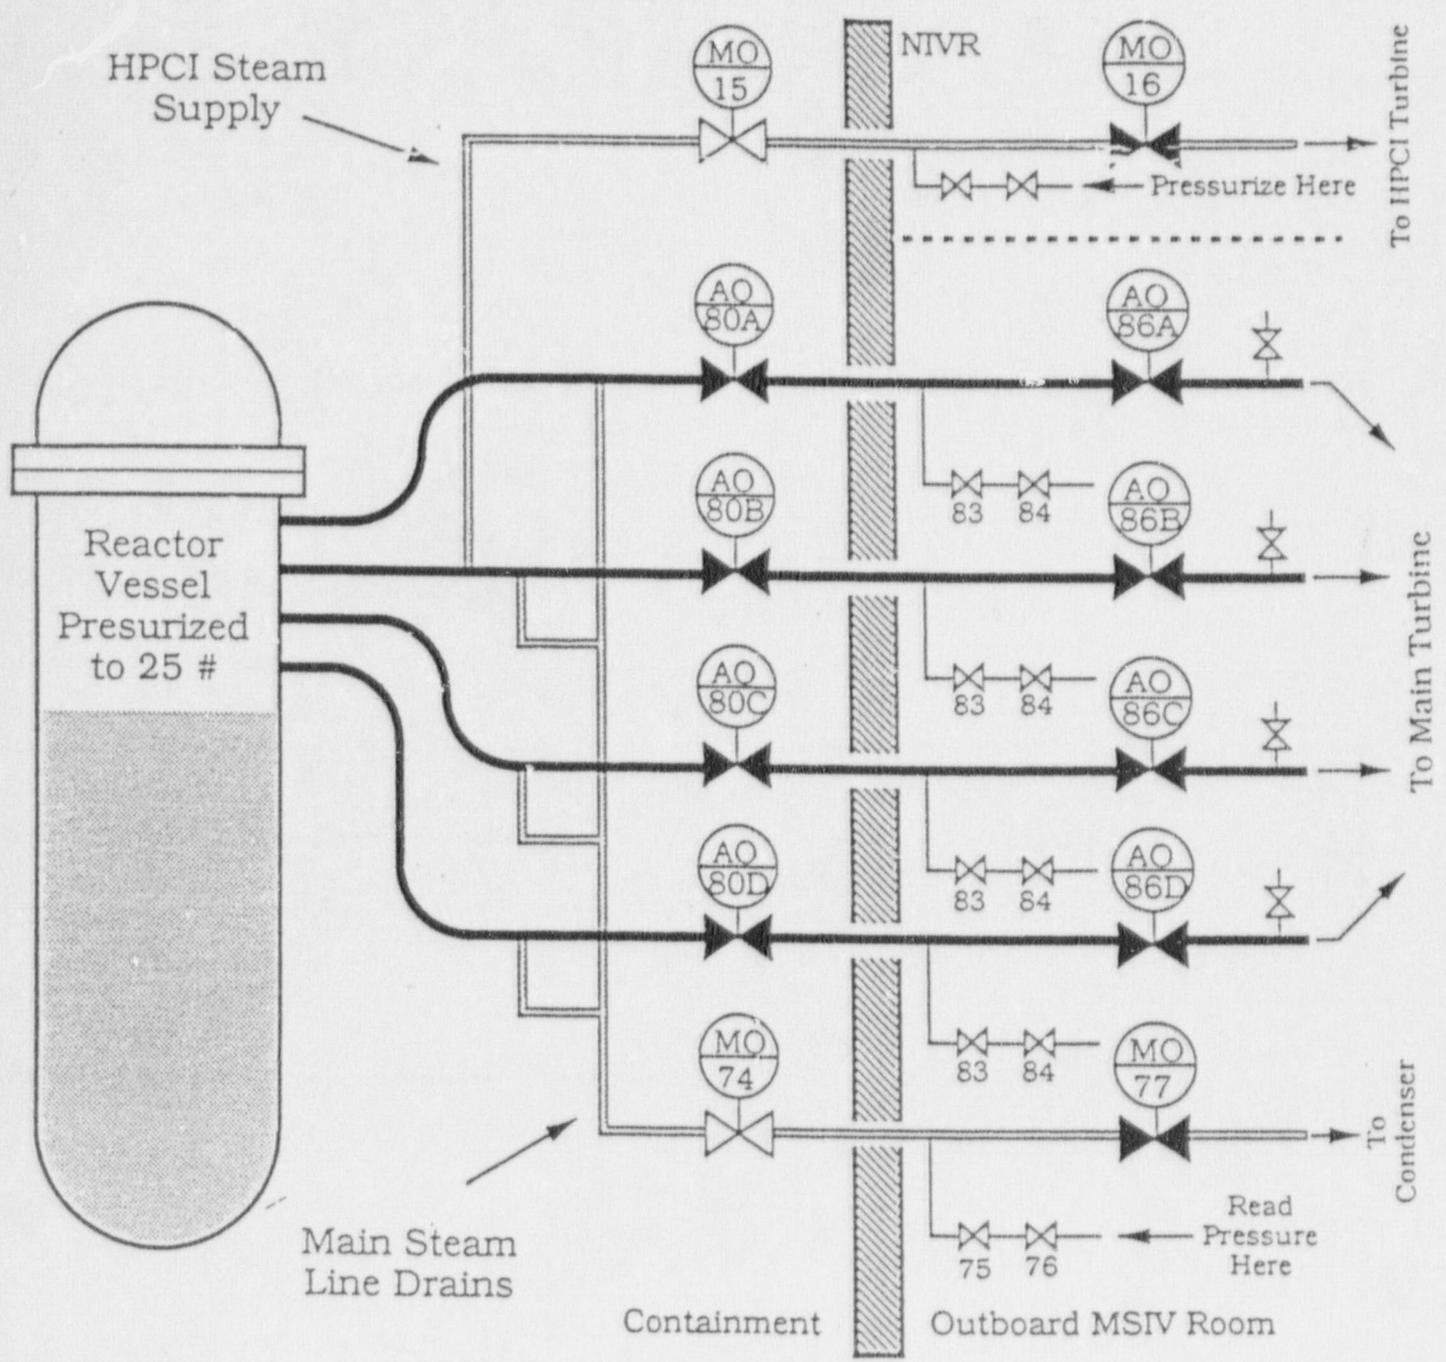 HPCI Steam
Supply
MO
15
NIVR
MO
16
To HPCI Turbine
Pressurize Here
AO
80A
AO
86A
83 84
AO
80B
AO
86B
Reactor
Vessel
Presurized
to 25 #
83 84
AO
80C
AO
86C
To Main Turbine
83 84
AO
80D
AO
86D
83 84
MO
74
MO
77
To
Condenser
Read
Pressure
Here
75 76
Main Steam
Line Drains
Containment
Outboard MSIV Room